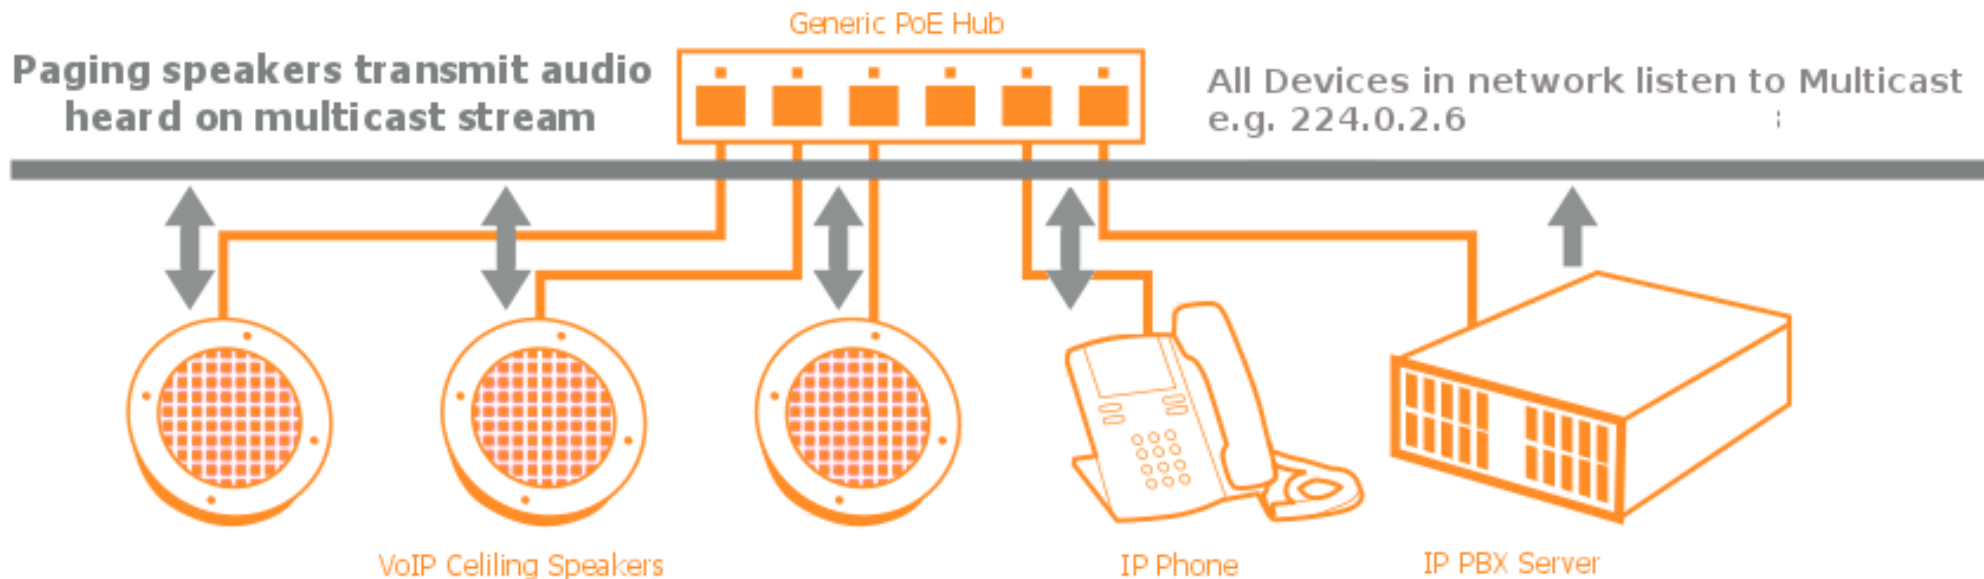 Generic PoE Hub
Paging speakers transmit audio
heard on multicast stream
All Devices in network listen to Multicast
e.g. 224.0.2.6
VoIP Celiling Speakers
IP Phone
IP PBX Server